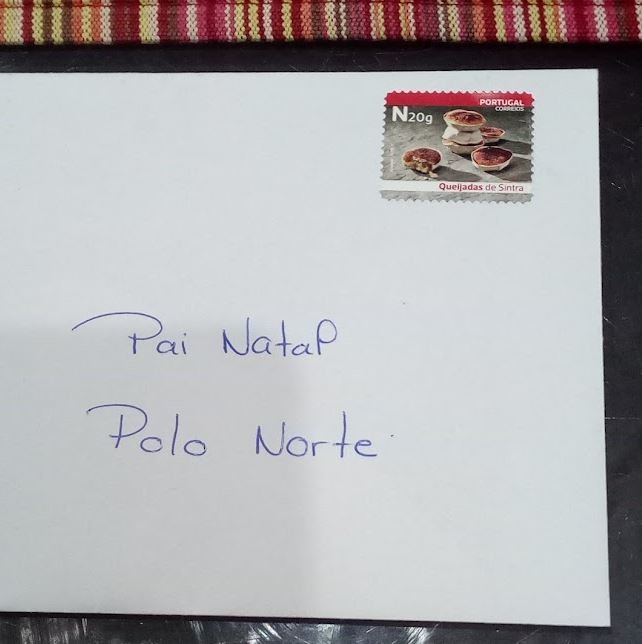 PORTUGAL
CORREIOS
N20g
Queijadas de Sintra
Pai Natal
Polo Norte